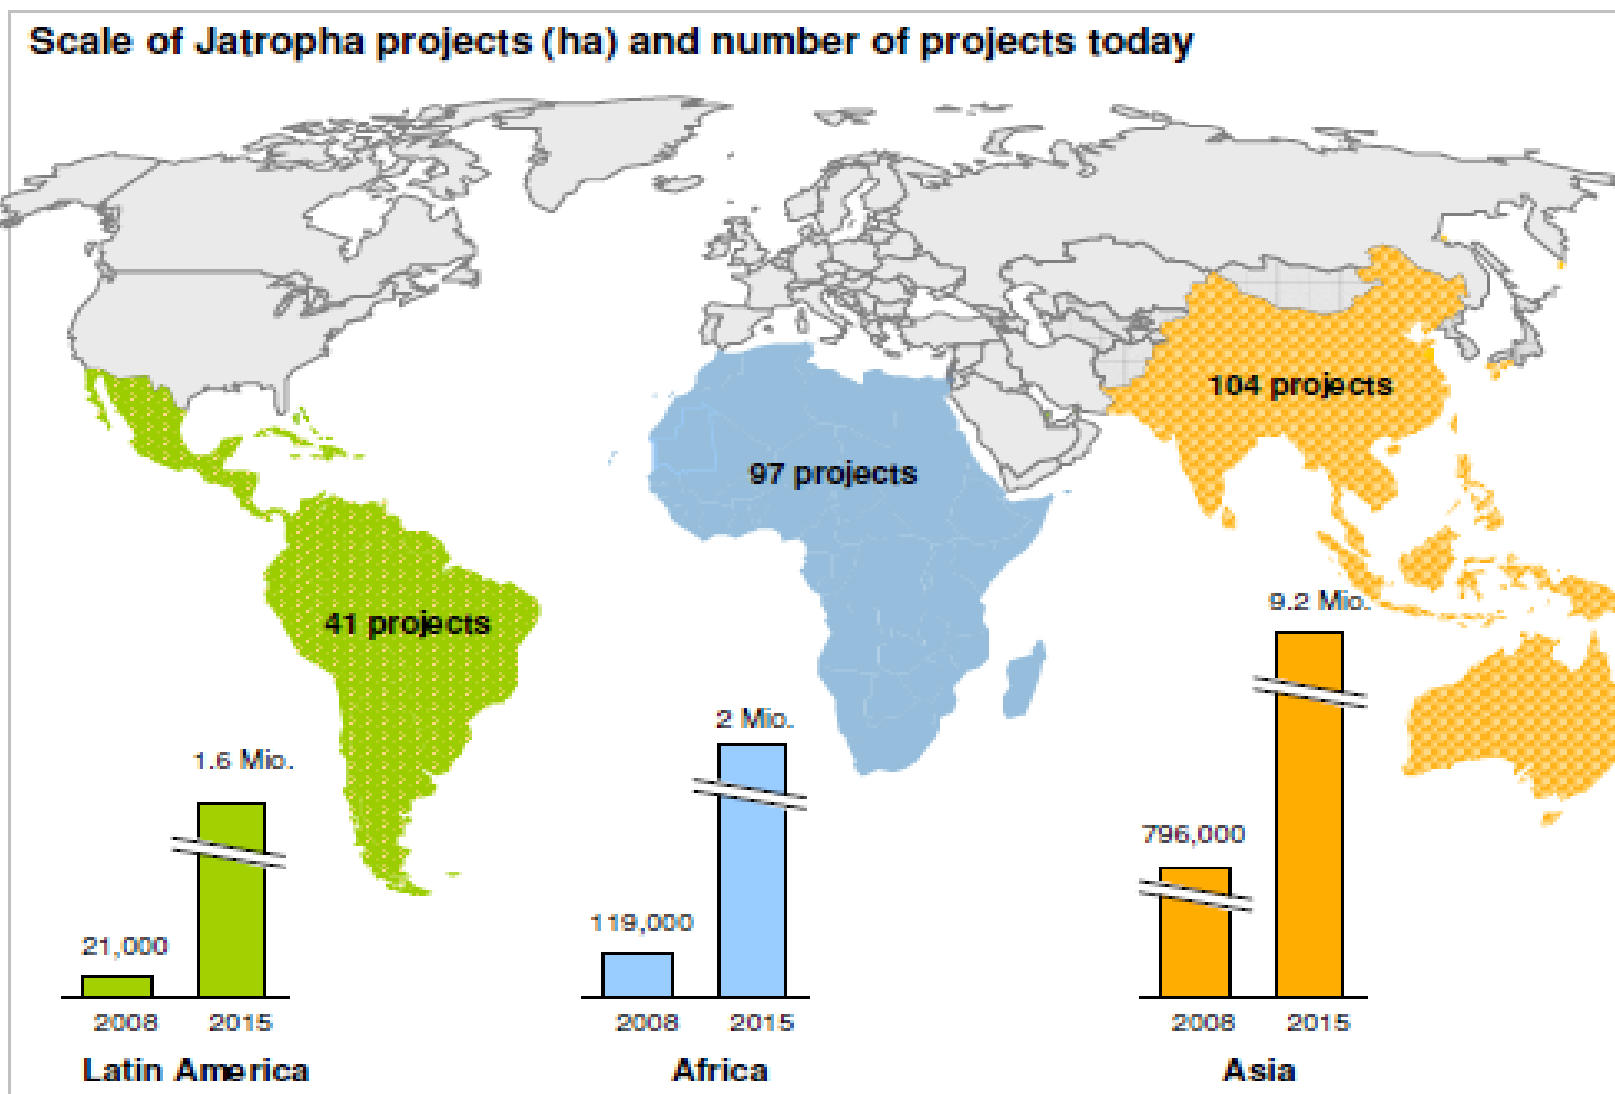 Scale of Jatropha projects (ha) and number of projects today
104 projects
97 projects
41 projects
9.2 Mio.
2 Mio.
1.6 Mio.
796,000
119,000
21,000
2008 2015
2008 2015
2008 2015
Latin America
Africa
Asia